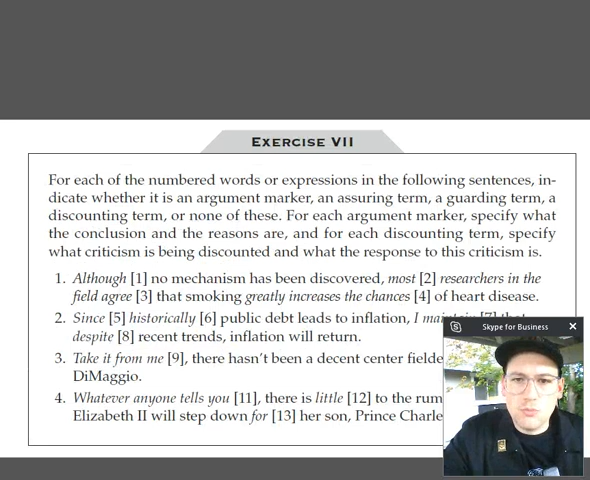 EXERCISE VII
For each of the numbered words or expressions in the following sentences, in-
dicate whether it is an argument marker, an assuring term, a guarding term, a
discounting term, or none of these. For each argument marker, specify what
the conclusion and the reasons are, and for each discounting term, specify
what criticism is being discounted and what the response to this criticism is.
1. Although [1] no mechanism has been discovered, most [2] researchers in the
field agree [3] that smoking greatly increases the chances [4] of heart disease.
2. Since [5] historically [6] public debt leads to inflation, I maintain [7] that,
despite [8] recent trends, inflation will return.
3. Take it from me [9], there hasn't been a decent center fielde
DiMaggio.
4. Whatever anyone tells you [11], there is little [12] to the rum
Elizabeth II will step down for [13] her son, Prince Charle
Skype for Business